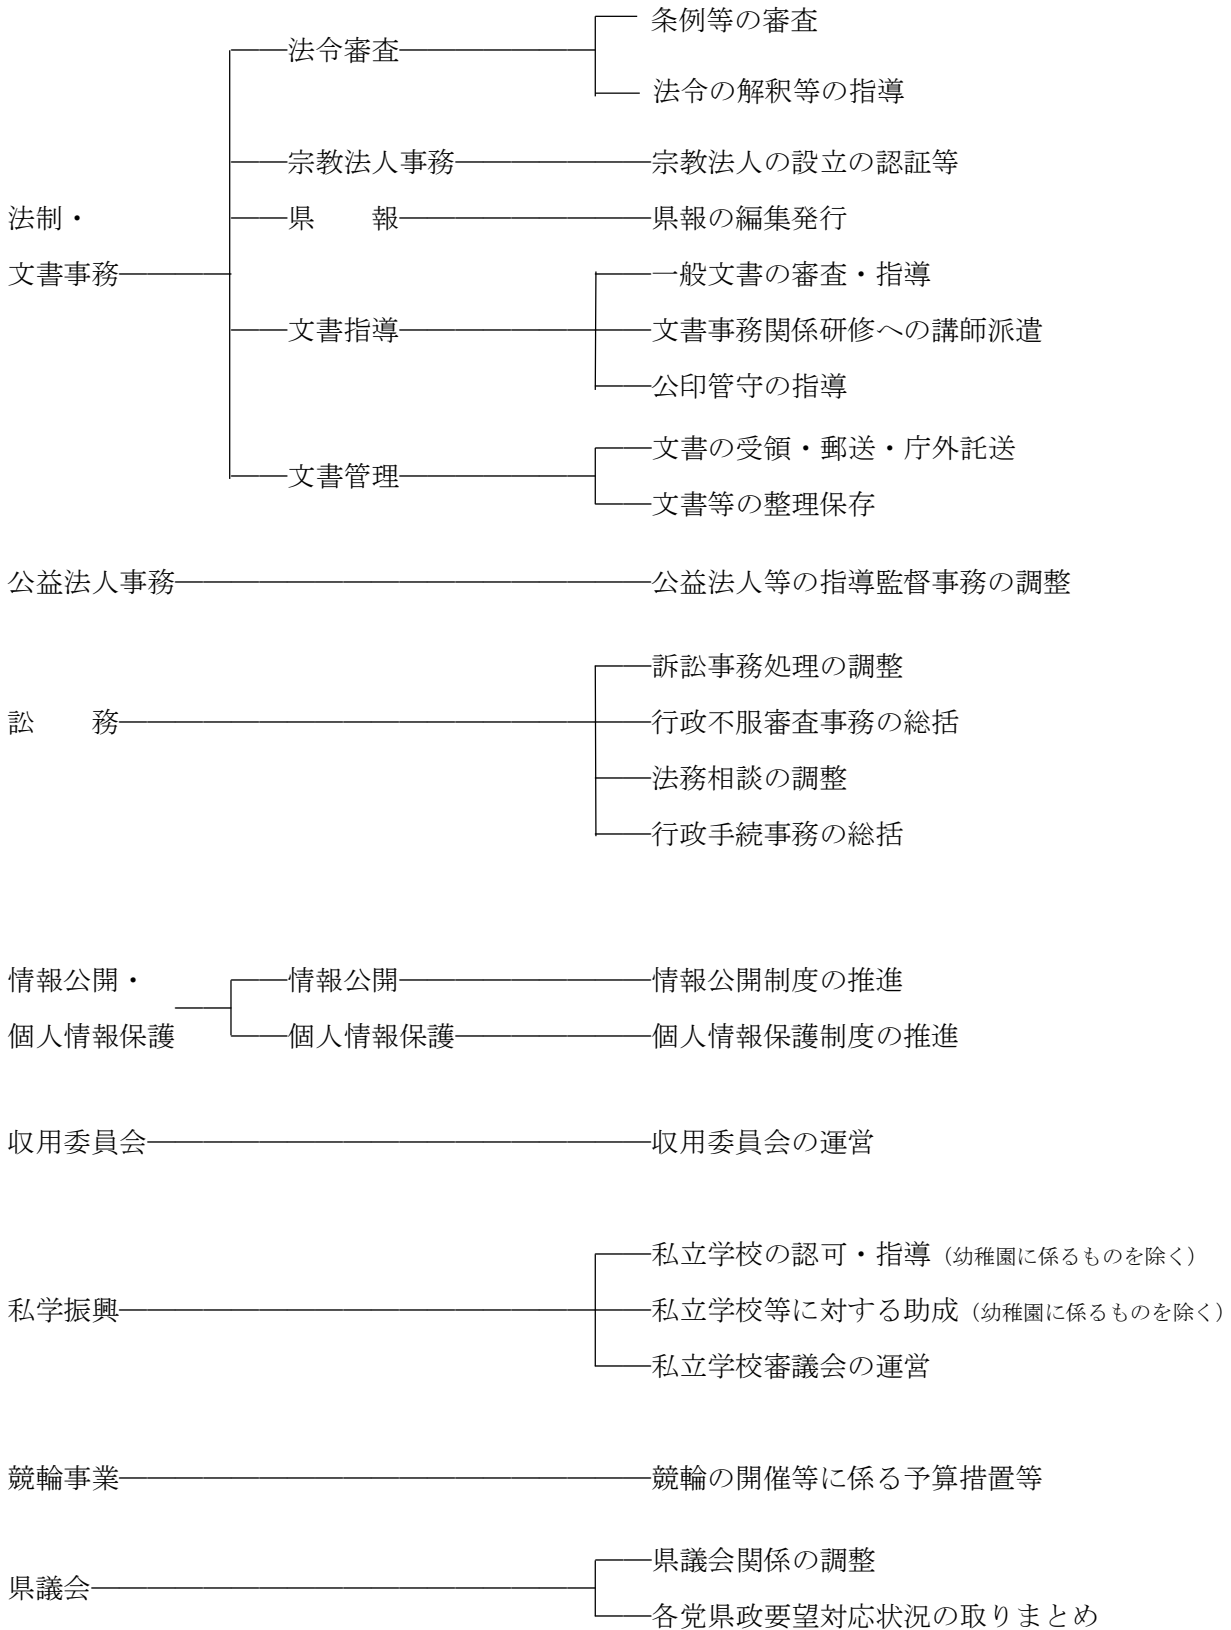 条例等の審査
法令審査
法令の解釈等の指導
宗教法人事務 宗教法人の設立の認証等
法制・ 県　　報 県報の編集発行
文書事務 一般文書の審査・指導
文書指導 文書事務関係研修への講師派遣
公印管守の指導
文書の受領・郵送・庁外託送
文書管理
文書等の整理保存
公益法人事務 公益法人等の指導監督事務の調整
訴訟事務処理の調整
訟　　務 行政不服審査事務の総括
法務相談の調整
行政手続事務の総括
情報公開・ 情報公開 情報公開制度の推進
個人情報保護 個人情報保護 個人情報保護制度の推進
収用委員会 収用委員会の運営
私立学校の認可・指導（幼稚園に係るものを除く）
私学振興 私立学校等に対する助成（幼稚園に係るものを除く）
私立学校審議会の運営
競輪事業 競輪の開催等に係る予算措置等
県議会関係の調整
県議会
各党県政要望対応状況の取りまとめ